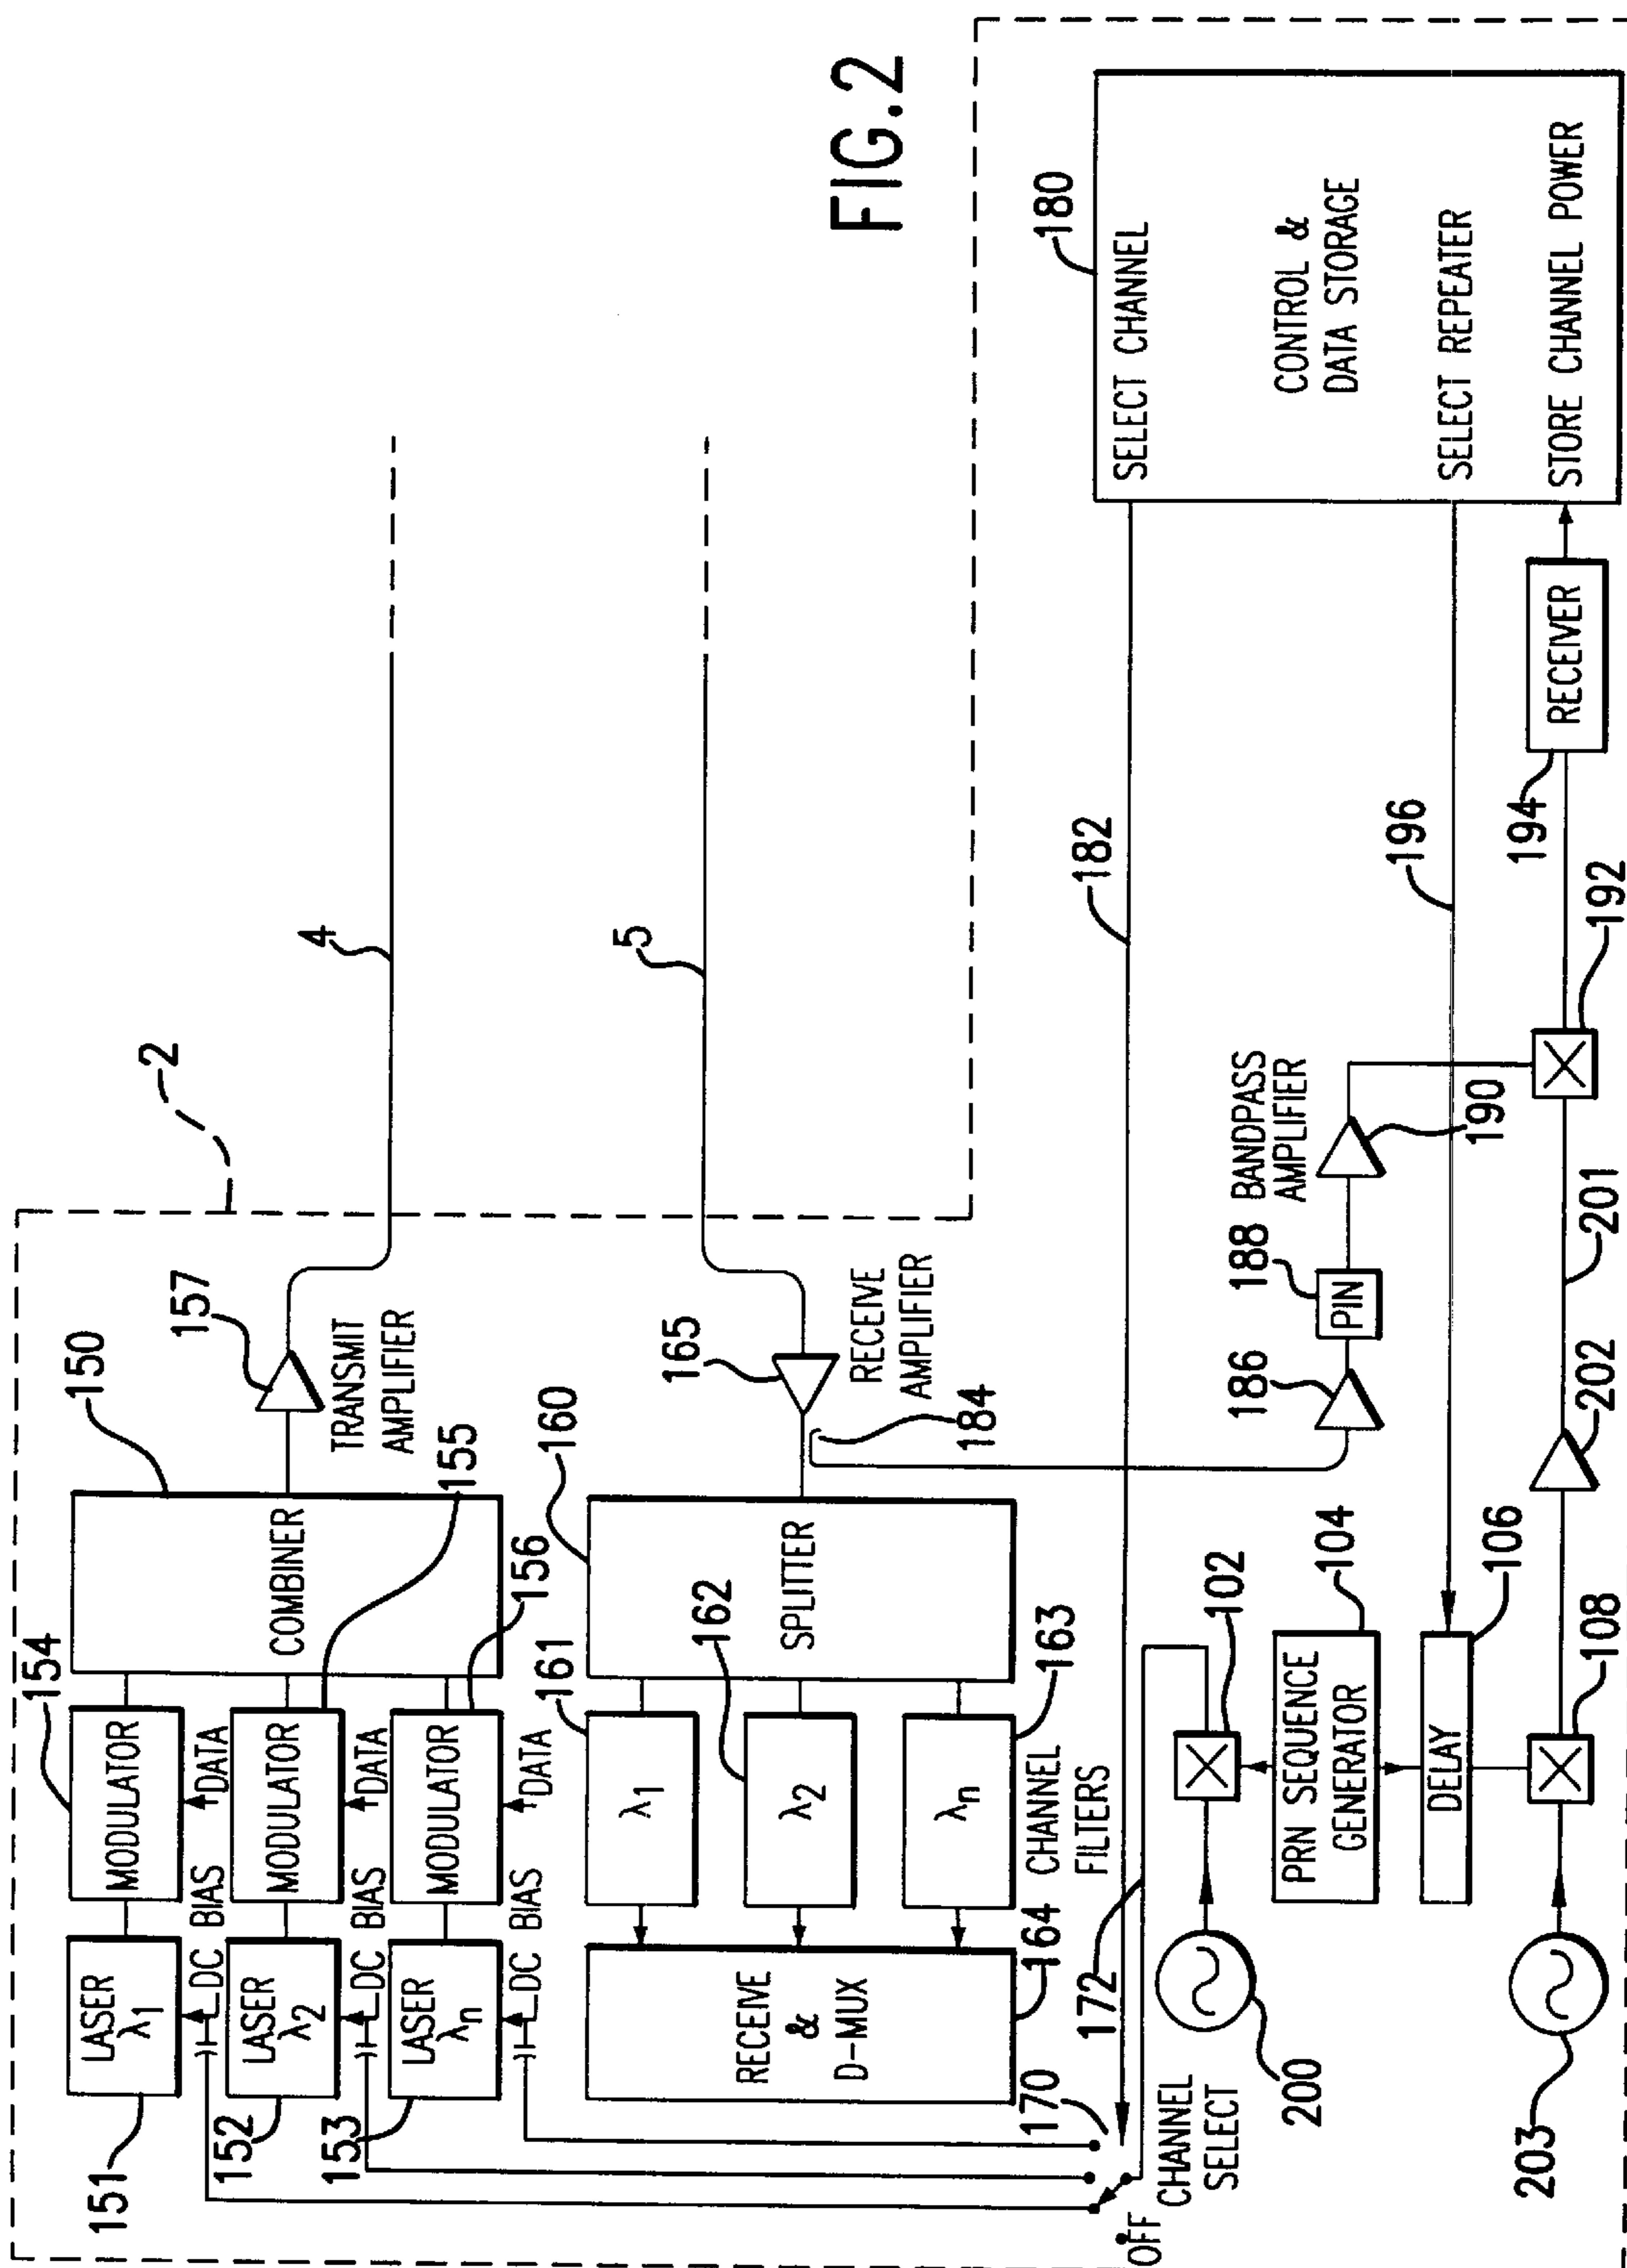 FIG.2
2
150
154
COMBINER
157
TRANSMIT
AMPLIFIER
4
LASER
λ1
MODULATOR
151
DC BIAS
DATA
LASER
λ2
MODULATOR
155
152
DC BIAS
DATA
LASER
λn
MODULATOR
156
153
DC BIAS
DATA
160
161
SPLITTER
165
RECEIVE
AMPLIFIER
184
5
RECEIVE
&
D-MUX
λ1
162
λ2
λn
163
164
CHANNEL
FILTERS
170
172
OFF
CHANNEL
SELECT
182
180
SELECT CHANNEL
CONTROL &
DATA STORAGE
SELECT REPEATER
STORE CHANNEL POWER
200
102
PRN SEQUENCE
GENERATOR
104
DELAY
106
186
188
PIN
BANDPASS
AMPLIFIER
190
196
203
108
202
201
192
194
RECEIVER